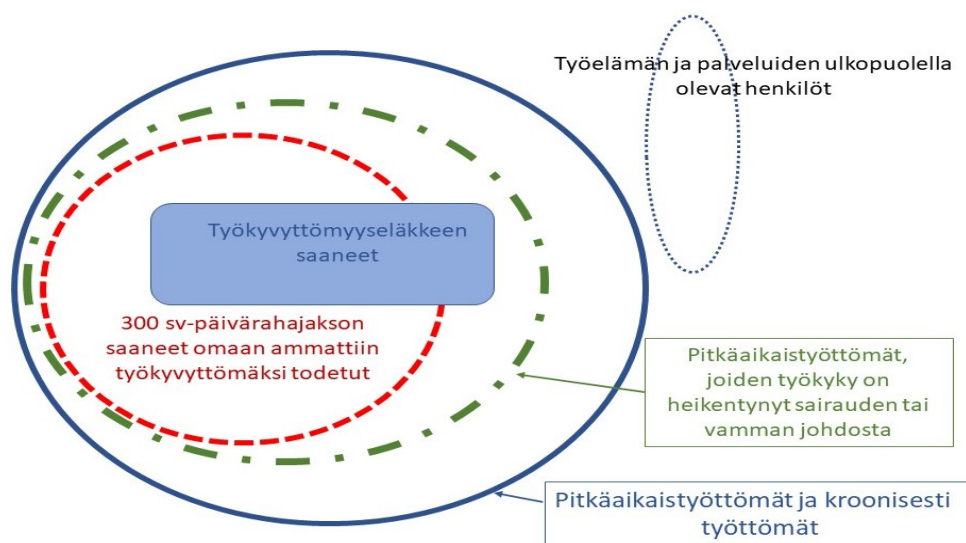 Työelämän ja palveluiden ulkopuolella
olevat henkilöt
Työkyvyttömyyseläkkeen
saaneet
300 sv-päivärahajakson
saaneet omaan ammattiin
työkyvyttömäksi todetut
Pitkäaikaistyöttömät,
joiden työkyky on
heikentynyt sairauden tai
vamman johdosta
Pitkäaikaistyöttömät ja kroonisesti
työttömät